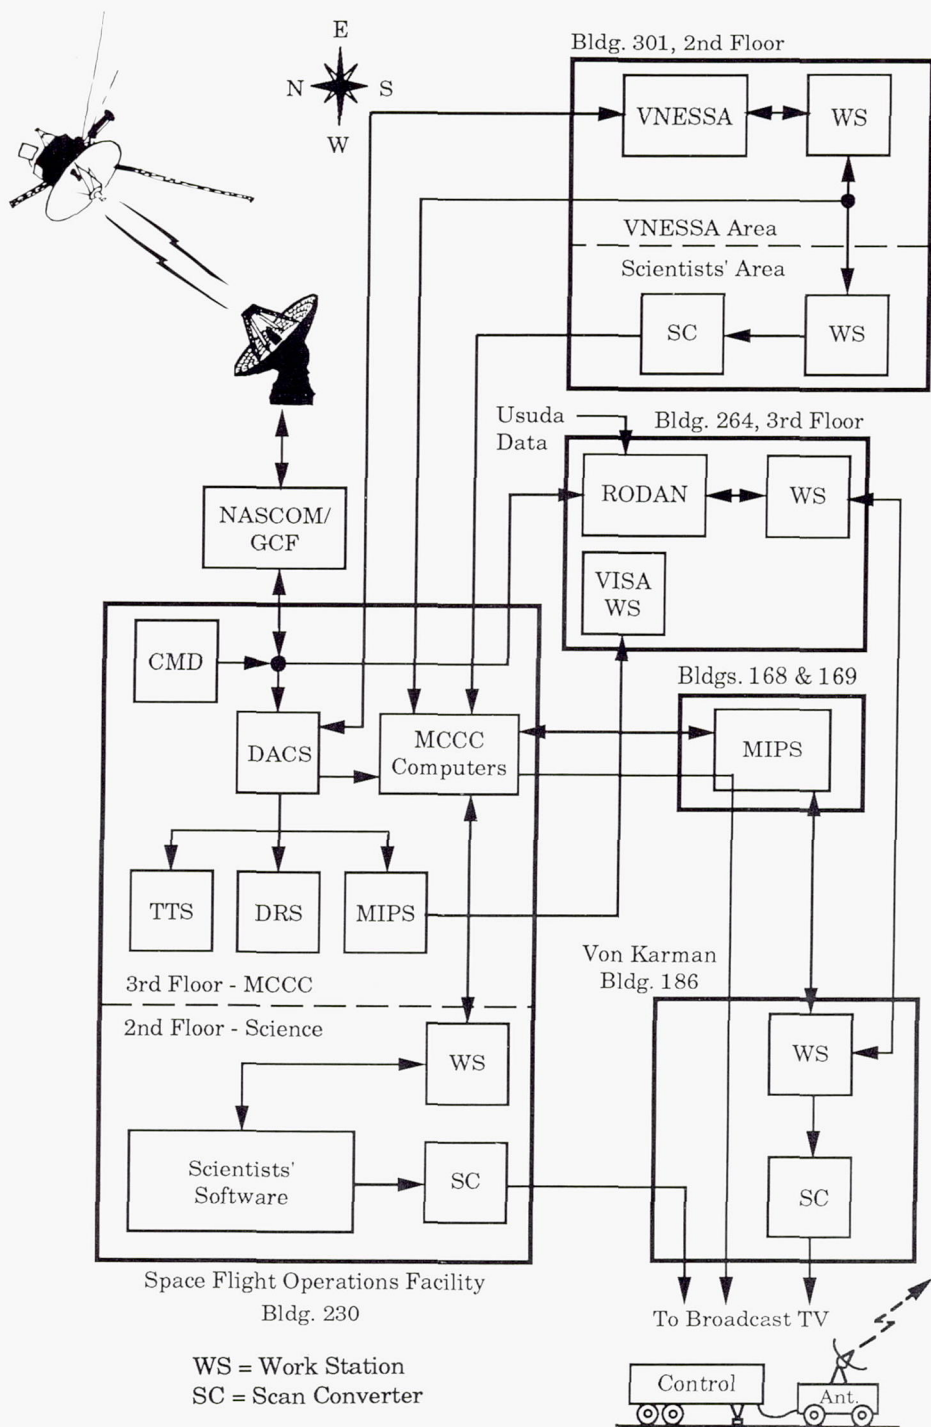 E
N
S
W
Bldg. 301, 2nd Floor
VNESSA
WS
VNESSA Area
Scientists' Area
SC
WS
Usuda
Data
Bldg. 264, 3rd Floor
RODAN
WS
VISA
WS
NASCOM/
GCF
CMD
DACS
MCCC
Computers
Bldgs. 168 & 169
MIPS
TTS
DRS
MIPS
3rd Floor - MCCC
2nd Floor - Science
WS
Scientists'
Software
SC
Von Karman
Bldg. 186
WS
SC
Space Flight Operations Facility
Bldg. 230
To Broadcast TV
WS = Work Station
SC = Scan Converter
Control
Ant.